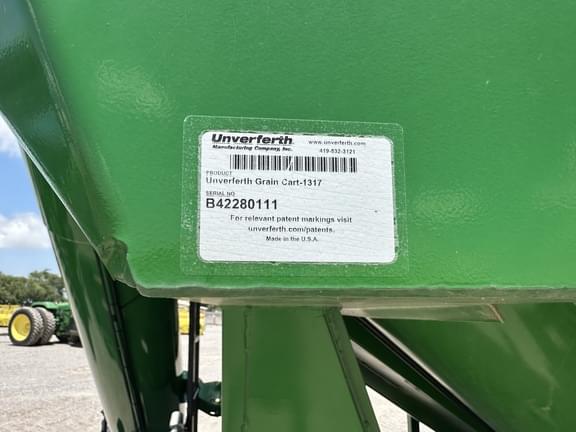 Unverferth
Manufacturing Company, Inc.
www.unverferth.com
419-532-3121
PRODUCT
Unverferth Grain Cart-1317
SERIAL NO
B42280111
For relevant patent markings visit
unverferth.com/patents.
Made in the U.S.A.